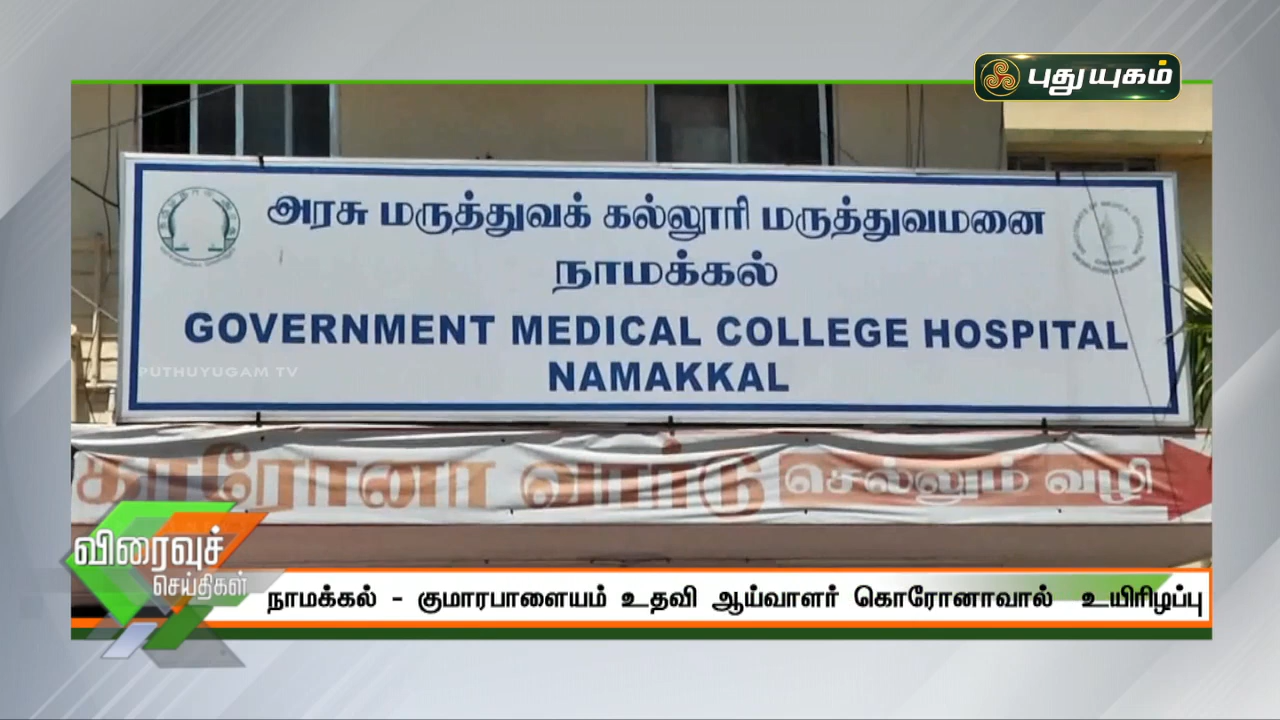 புதுயுகம்
அரசு மருத்துவக் கல்லூரி மருத்துவமனை
நாமக்கல்
GOVERNMENT MEDICAL COLLEGE HOSPITAL
NAMAKKAL
PUTHUYUGAM TV
கொரோனா வார்டு செல்லும் வழி
விரைவுச்
செய்திகள்
நாமக்கல் - குமாரபாளையம் உதவி ஆய்வாளர் கொரோனாவால் உயிரிழப்பு